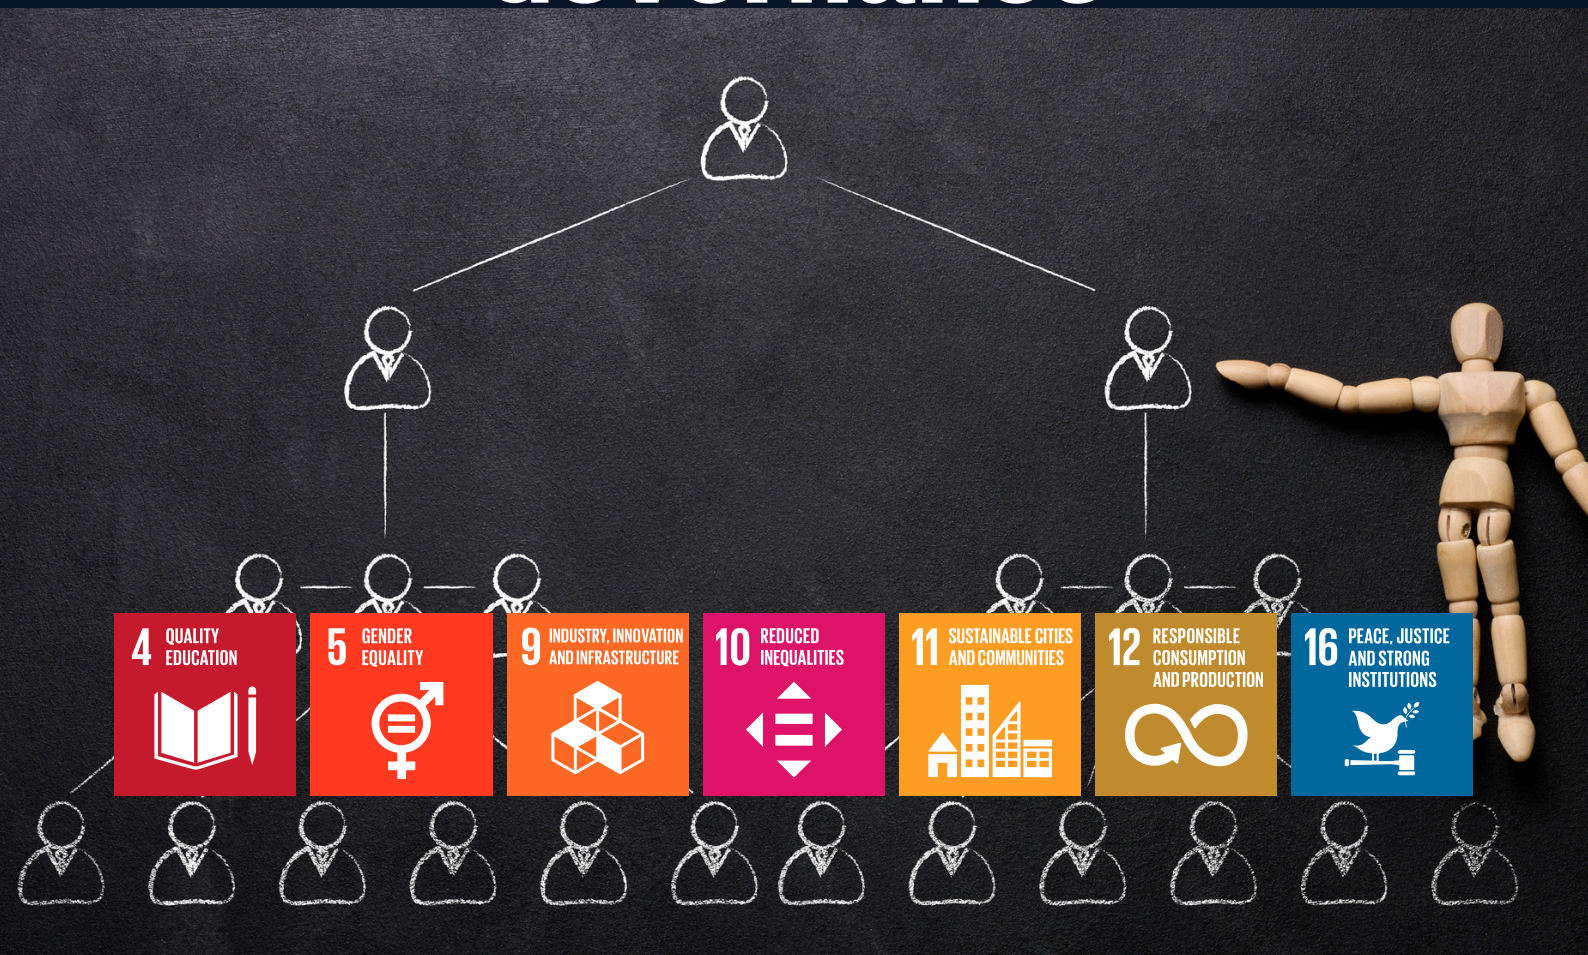 4 QUALITY
EDUCATION
5 GENDER
EQUALITY
9 INDUSTRY, INNOVATION
AND INFRASTRUCTURE
10 REDUCED
INEQUALITIES
11 SUSTAINABLE CITIES
AND COMMUNITIES
12 RESPONSIBLE
CONSUMPTION
AND PRODUCTION
16 PEACE, JUSTICE
AND STRONG
INSTITUTIONS